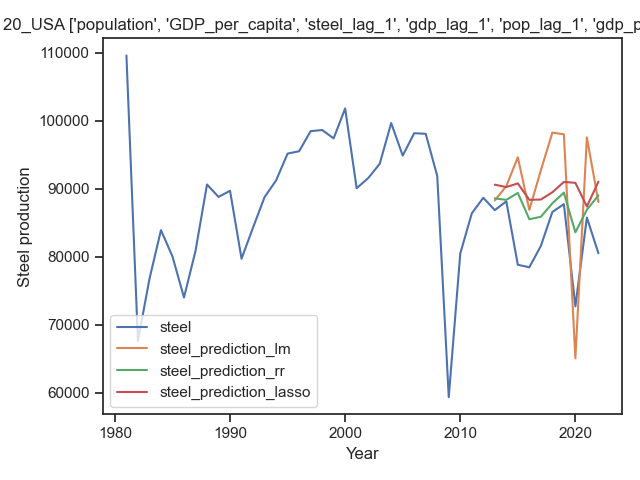 20_USA ['population', 'GDP_per_capita', 'steel_lag_1', 'gdp_lag_1', 'pop_lag_1', 'gdp_p
110000
100000
90000
80000
70000
60000
Steel production
steel
steel_prediction_lm
steel_prediction_rr
steel_prediction_lasso
1980
1990
2000
2010
2020
Year